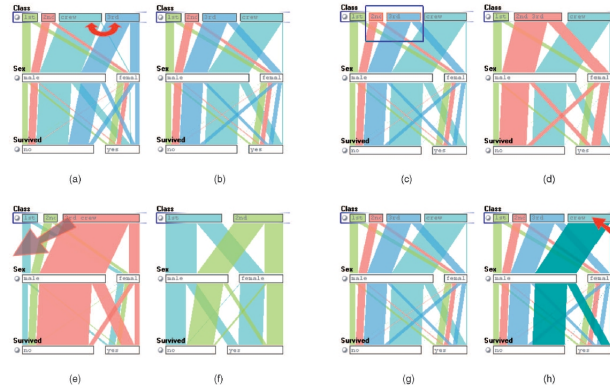 Class
1st 2nd crew 3rd
Sex
male femal
Survived
no yes
(a)
Class
1st 2nd 3rd crew
Sex
male femal
Survived
no yes
(b)
Class
1st 2nd 3rd crew
Sex
male femal
Survived
no yes
(c)
Class
1st 2nd 3rd crew
Sex
male femal
Survived
no yes
(d)
Class
1st 2nd 3rd crew
Sex
male femal
Survived
no yes
(e)
Class
1st 2nd
Sex
male female
Survived
no yes
(f)
Class
1st 2nd 3rd crew
Sex
male femal
Survived
no yes
(g)
Class
1st 2nd 3rd crew
Sex
male femal
Survived
no yes
(h)